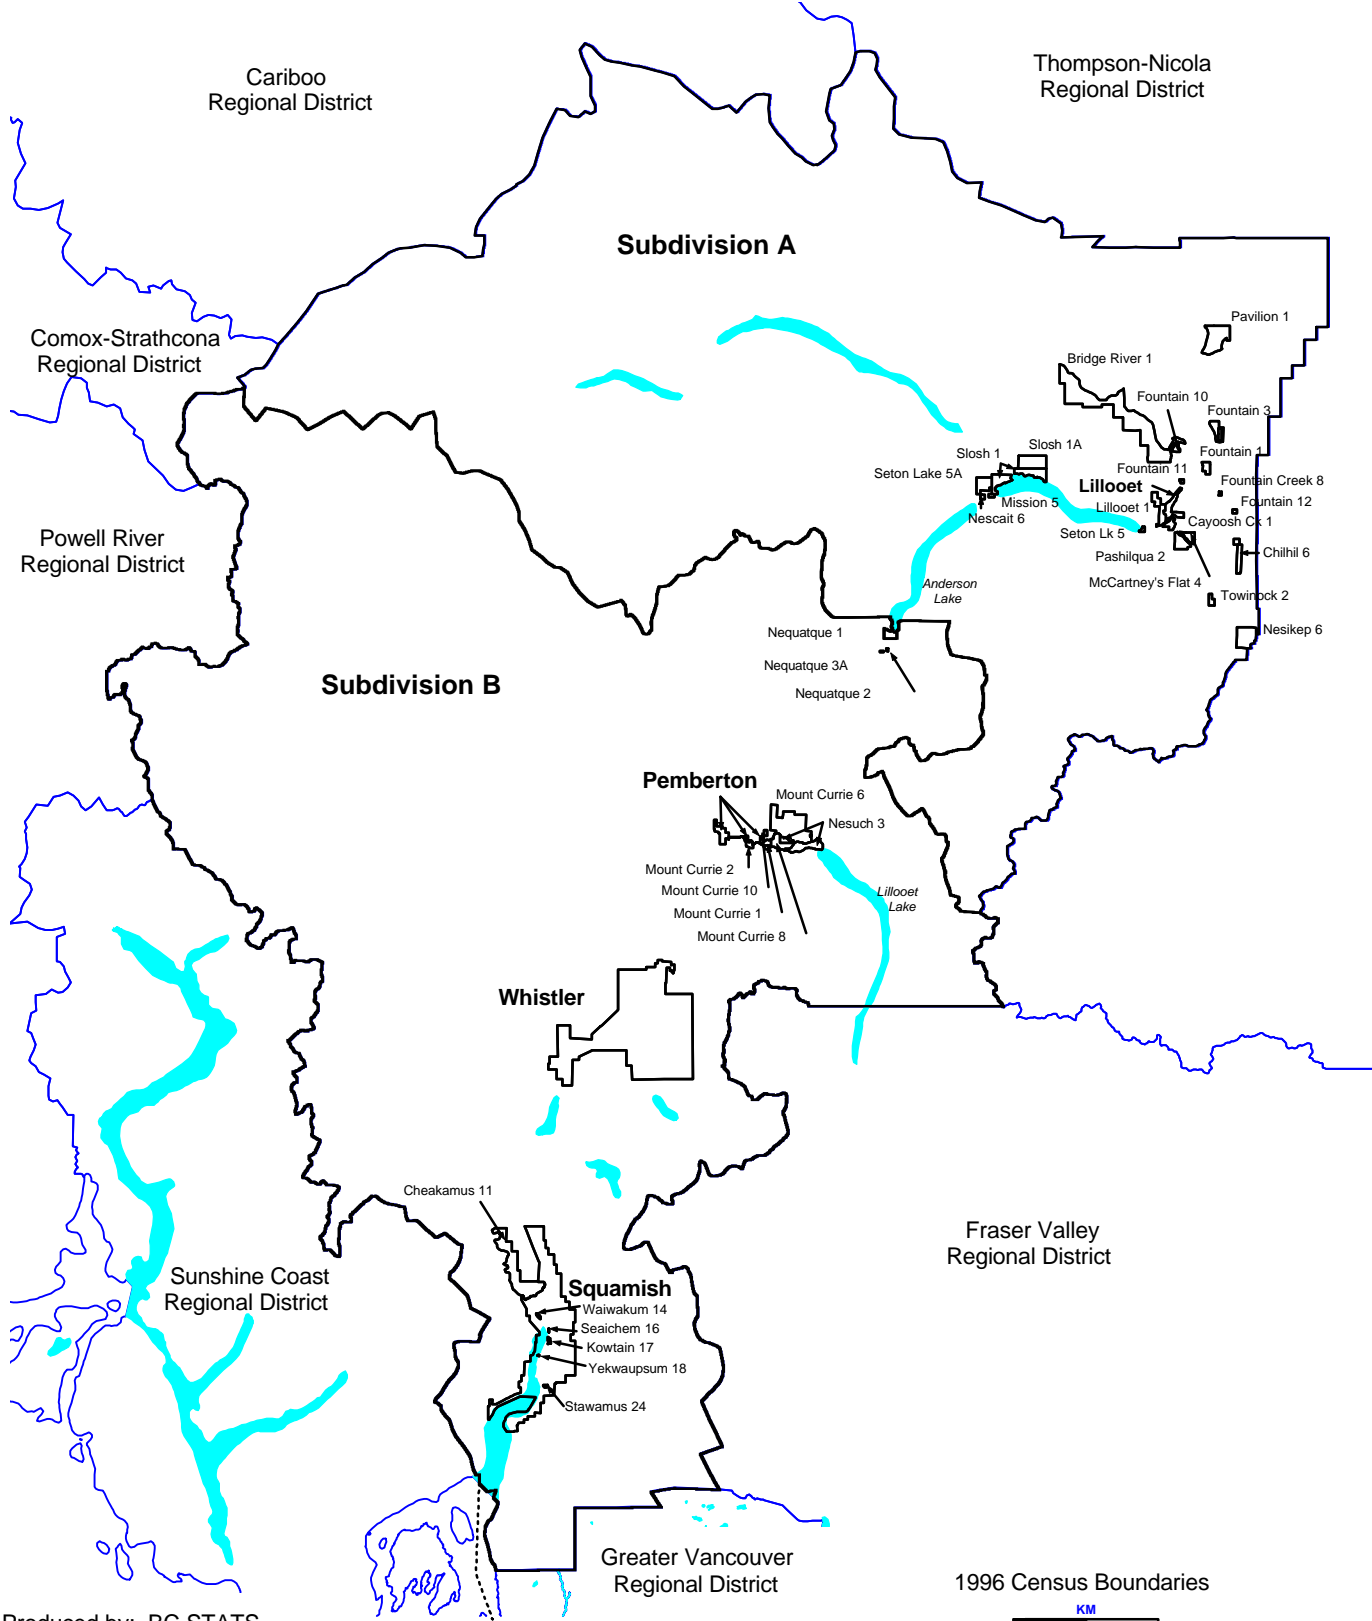 Cariboo
Regional District
Thompson-Nicola
Regional District
Subdivision A
Comox-Strathcona
Regional District
Pavilion 1
Bridge River 1
Fountain 10
Fountain 3
Slosh 1A
Slosh 1
Fountain 1
Seton Lake 5A
Fountain 11
Fountain Creek 8
Lillooet
Mission 5
Lillooet 1
Fountain 12
Nescait 6
Cayoosh Ck 1
Seton Lk 5
Pashilqua 2
Chilhil 6
McCartney's Flat 4
Towinock 2
Powell River
Regional District
Anderson
Lake
Nequatque 1
Nesikep 6
Nequatque 3A
Nequatque 2
Subdivision B
Pemberton
Mount Currie 6
Nesuch 3
Mount Currie 2
Mount Currie 10
Mount Currie 1
Mount Currie 8
Lillooet
Lake
Whistler
Cheakamus 11
Fraser Valley
Regional District
Sunshine Coast
Regional District
Squamish
Waiwakum 14
Seaichem 16
Kowtain 17
Yekwaupsum 18
Stawamus 24
Greater Vancouver
Regional District
1996 Census Boundaries
KM
Produced by: BC STATS